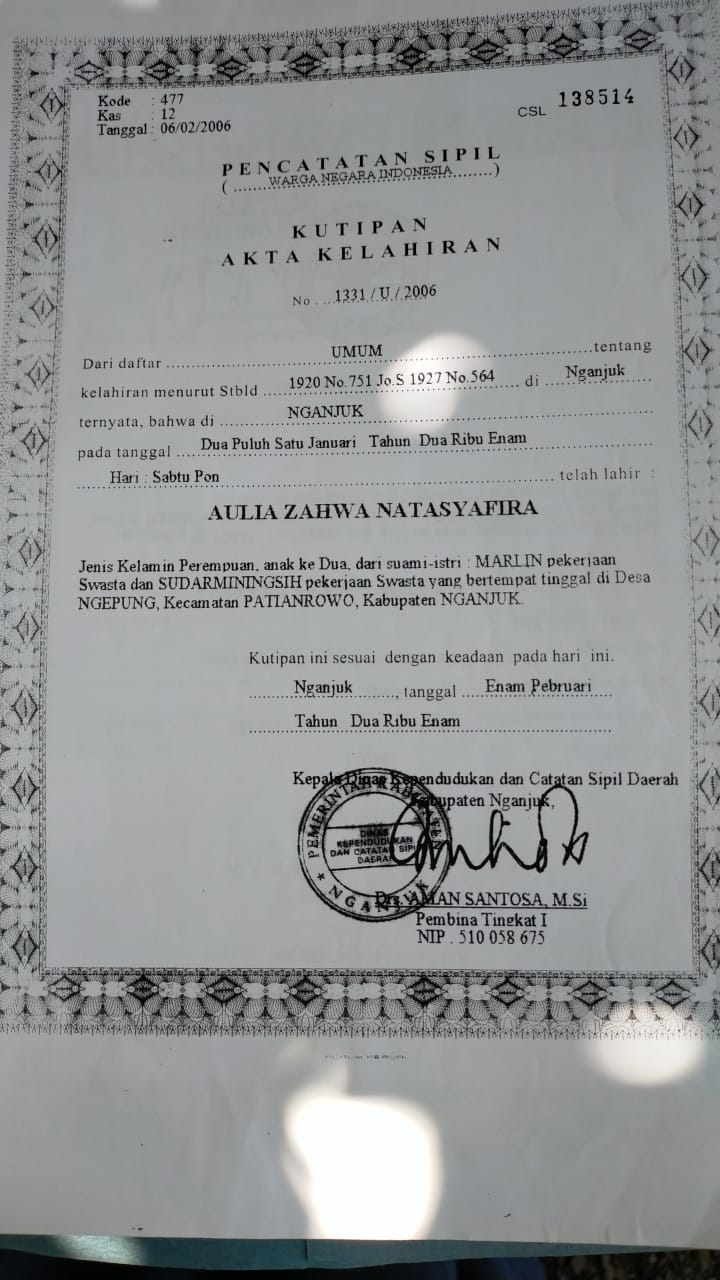 Kode : 477
Kas : 12
Tanggal : 06/02/2006
CSL 138514
PENCATATAN SIPIL
( ......WARGA NEGARA INDONESIA........)
KUTIPAN
AKTA KELAHIRAN
No. ...1331 / U / 2006
Dari daftar ..... UMUM ..... tentang
kelahiran menurut Stbld ... 1920 No.751 Jo.S 1927 No.564 ... di ... Nganjuk ...
ternyata, bahwa di ... NGANJUK ...
pada tanggal ... Dua Puluh Satu Januari Tahun Dua Ribu Enam ...
Hari : Sabtu Pon ... telah lahir :
AULIA ZAHWA NATASYAFIRA
Jenis Kelamin Perempuan, anak ke Dua, dari suami-istri : MARLIN pekerjaan
Swasta dan SUDARMININGSIH pekerjaan Swasta yang bertempat tinggal di Desa
NGEPUNG, Kecamatan PATIANROWO, Kabupaten NGANJUK.
Kutipan ini sesuai dengan keadaan pada hari ini.
Nganjuk ......, tanggal .... Enam Pebruari ...
Tahun Dua Ribu Enam
Kepala Dinas Kependudukan dan Catatan Sipil Daerah
Kabupaten Nganjuk,
PEMERINTAH KABUPATEN
DINAS
KEPENDUDUKAN
DAN CATATAN SIPIL
DAERAH
* NGANJUK *
Drs. AMAN SANTOSA, M.Si
Pembina Tingkat I
NIP . 510 058 675